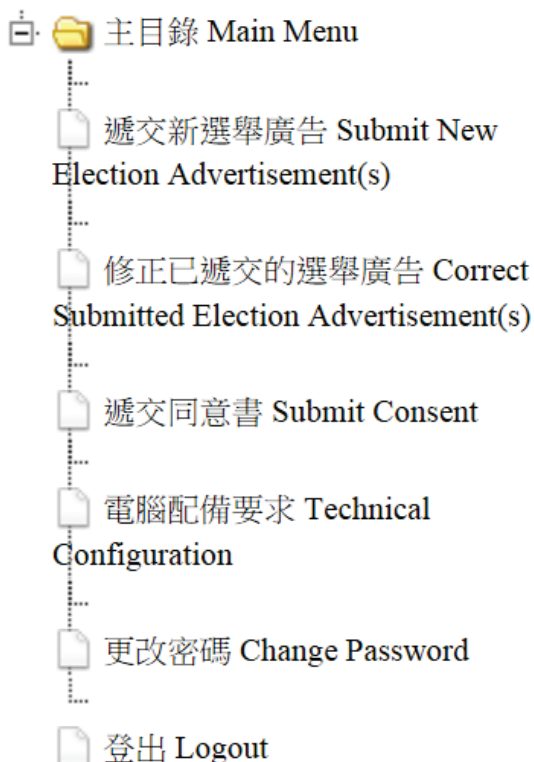 主目錄 Main Menu
遞交新選舉廣告 Submit New
Election Advertisement(s)
修正已遞交的選舉廣告 Correct
Submitted Election Advertisement(s)
遞交同意書 Submit Consent
電腦配備要求 Technical
Configuration
更改密碼 Change Password
登出 Logout